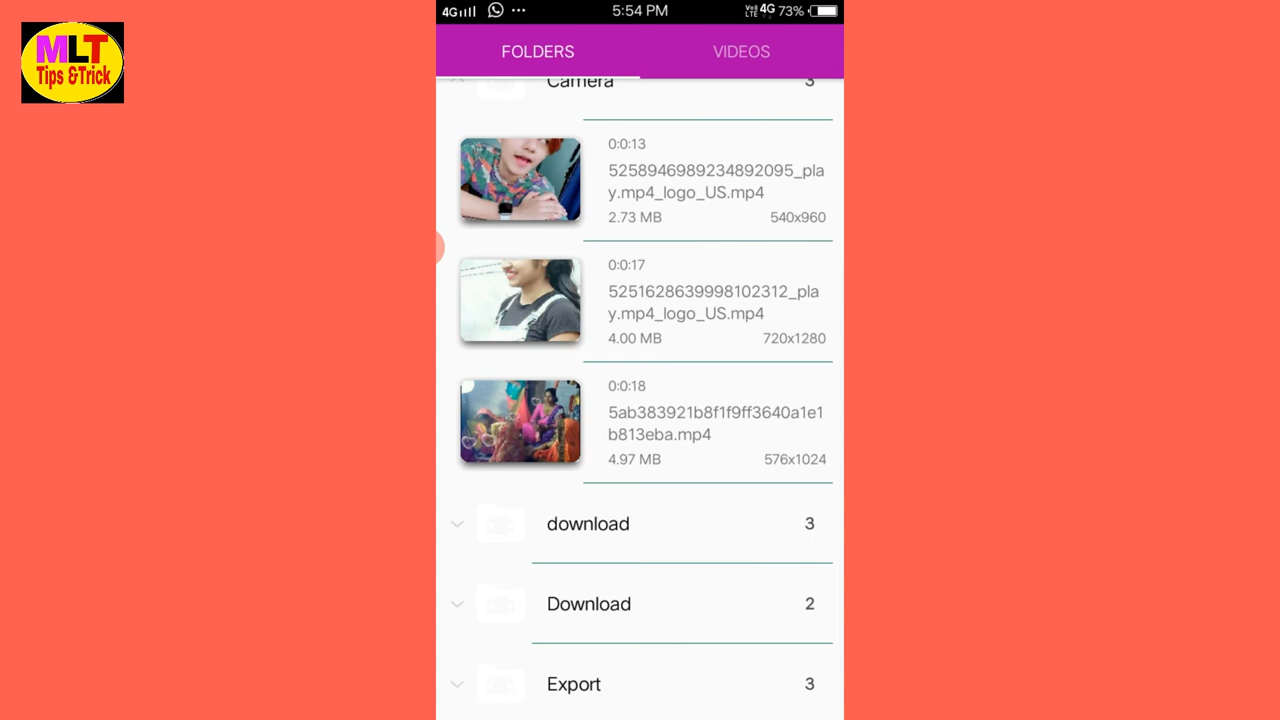 MLT
Tips &Trick
4G
5:54 PM
VoD LTE 4G 73%
FOLDERS
VIDEOS
Camera
3
0:0:13
5258946989234892095_pla
y.mp4_logo_US.mp4
2.73 MB
540x960
0:0:17
5251628639998102312_pla
y.mp4_logo_US.mp4
4.00 MB
720x1280
0:0:18
5ab383921b8f1f9ff3640a1e1
b813eba.mp4
4.97 MB
576x1024
download
3
Download
2
Export
3